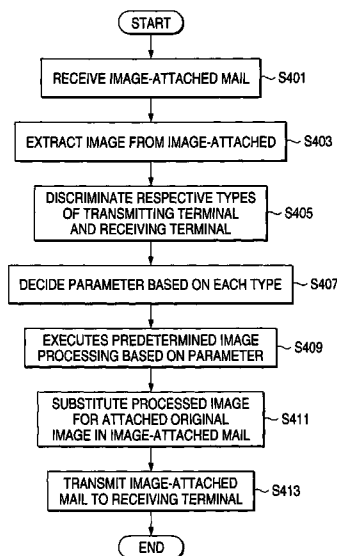 START
RECEIVE IMAGE-ATTACHED MAIL
S401
EXTRACT IMAGE FROM IMAGE-ATTACHED
S403
DISCRIMINATE RESPECTIVE TYPES
OF TRANSMITTING TERMINAL
AND RECEIVING TERMINAL
S405
DECIDE PARAMETER BASED ON EACH TYPE
S407
EXECUTES PREDETERMINED IMAGE
PROCESSING BASED ON PARAMETER
S409
SUBSTITUTE PROCESSED IMAGE
FOR ATTACHED ORIGINAL
IMAGE IN IMAGE-ATTACHED MAIL
S411
TRANSMIT IMAGE-ATTACHED
MAIL TO RECEIVING TERMINAL
S413
END